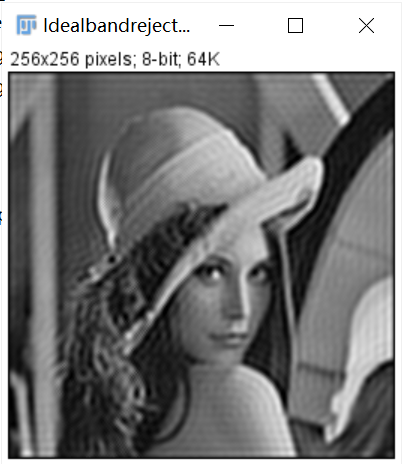 Idealbandreject...
256x256 pixels; 8-bit; 64K